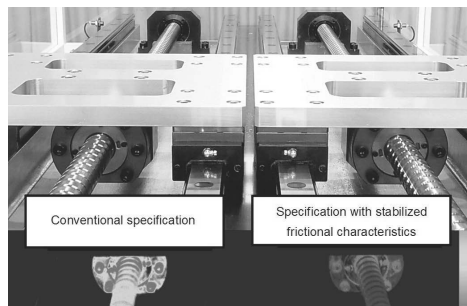 Conventional specification
Specification with stabilized
frictional characteristics